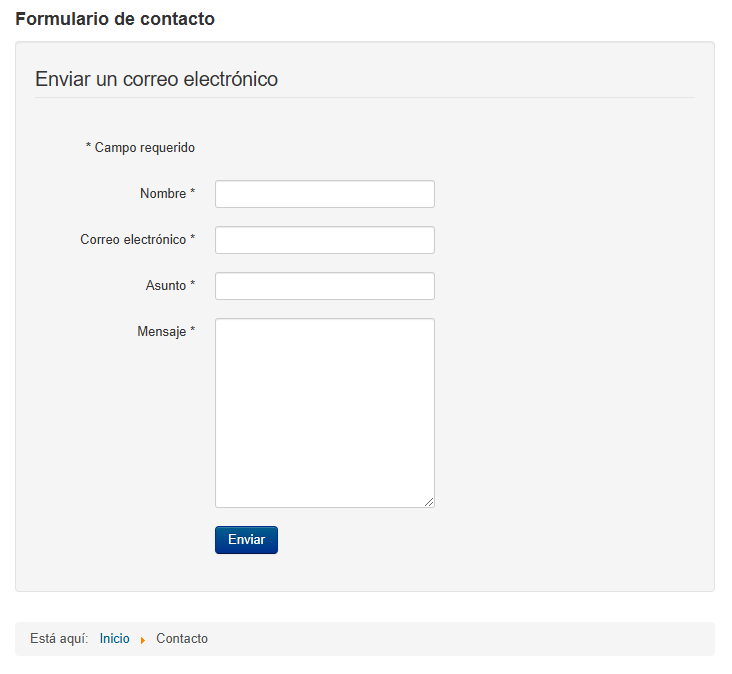 Formulario de contacto
Enviar un correo electrónico
* Campo requerido
Nombre *
Correo electrónico *
Asunto *
Mensaje *
Enviar
Está aquí: Inicio Contacto